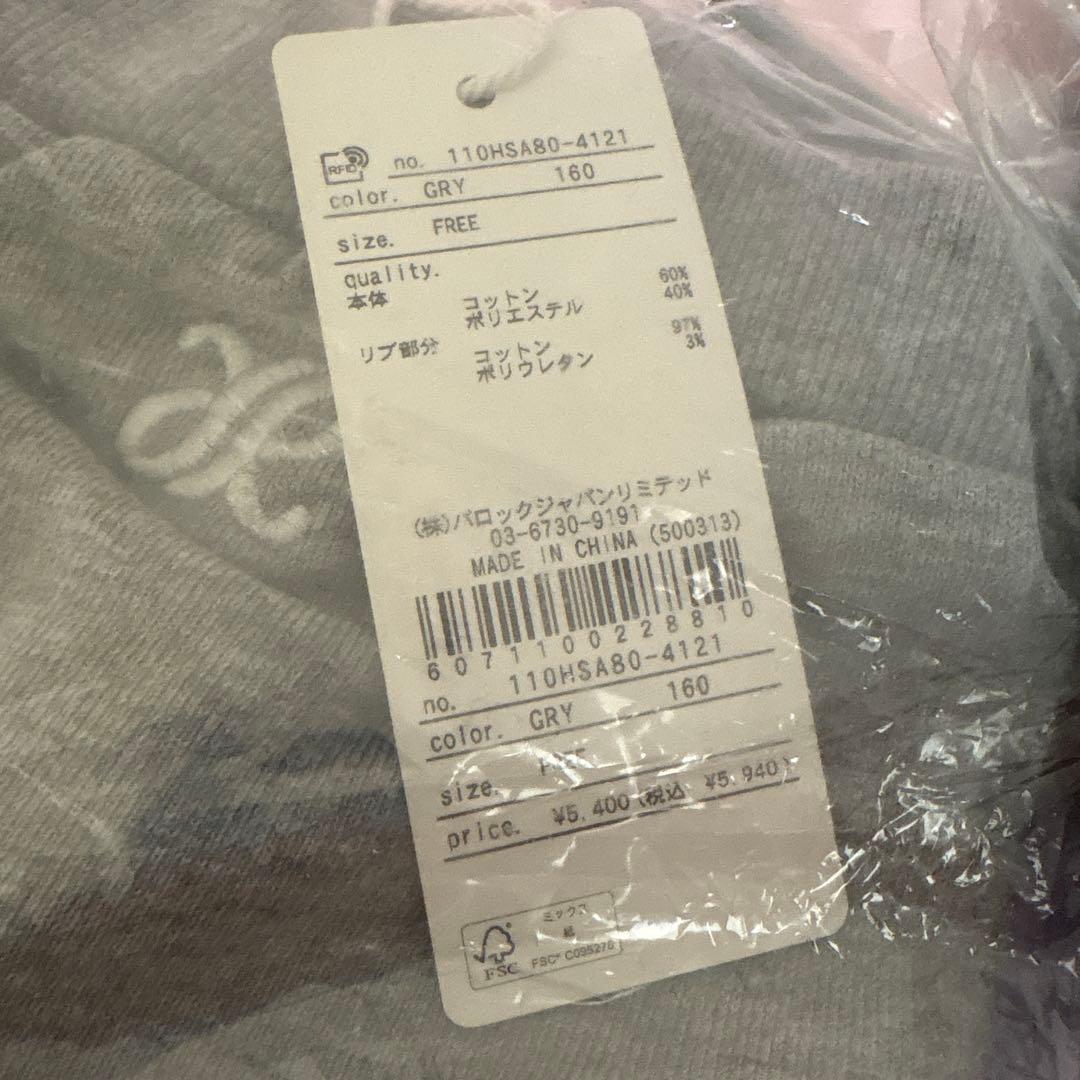 RFID no. 110HSA80-4121
color. GRY 160
size. FREE
quality.
本体 コットン 60%
ポリエステル 40%
リブ部分 コットン 97%
ポリウレタン 3%
(株)バロックジャパンリミテッド
03-6730-9191
MADE IN CHINA (500313)
6071100228810
no. 110HSA80-4121
color. GRY 160
size. FREE
price. ¥5,400(税込 ¥5,940)
ミックス
紙
FSC FSC® C095276